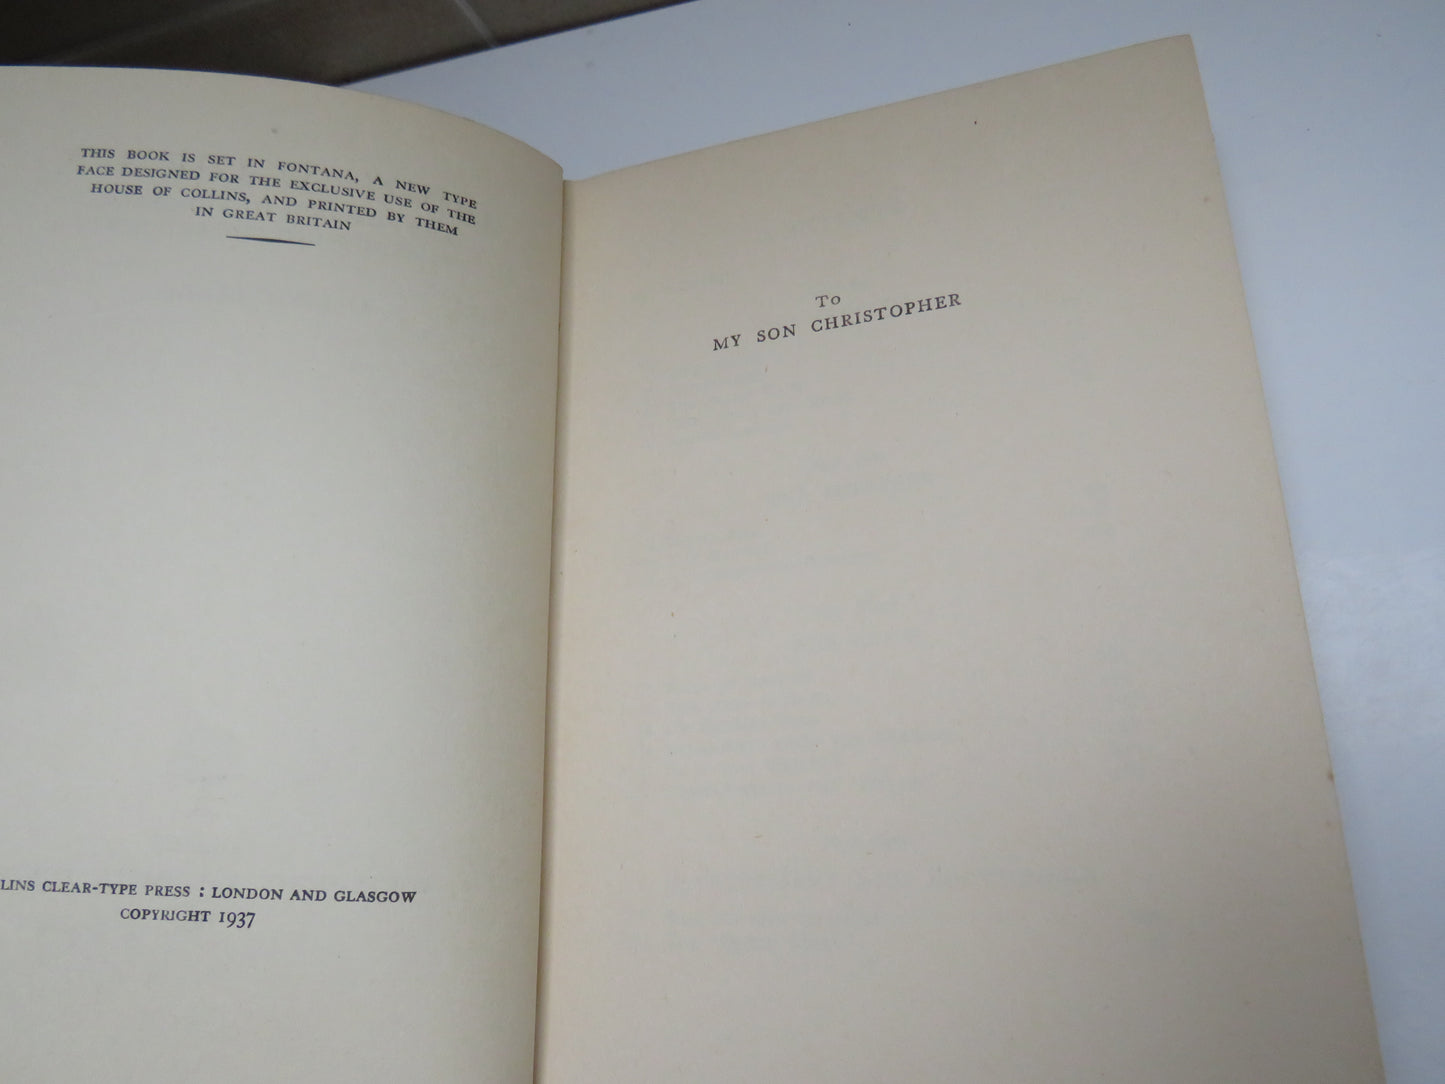 THIS BOOK IS SET IN FONTANA, A NEW TYPE
FACE DESIGNED FOR THE EXCLUSIVE USE OF THE
HOUSE OF COLLINS, AND PRINTED BY THEM
IN GREAT BRITAIN
LINS CLEAR-TYPE PRESS : LONDON AND GLASGOW
COPYRIGHT 1937
To
MY SON CHRISTOPHER